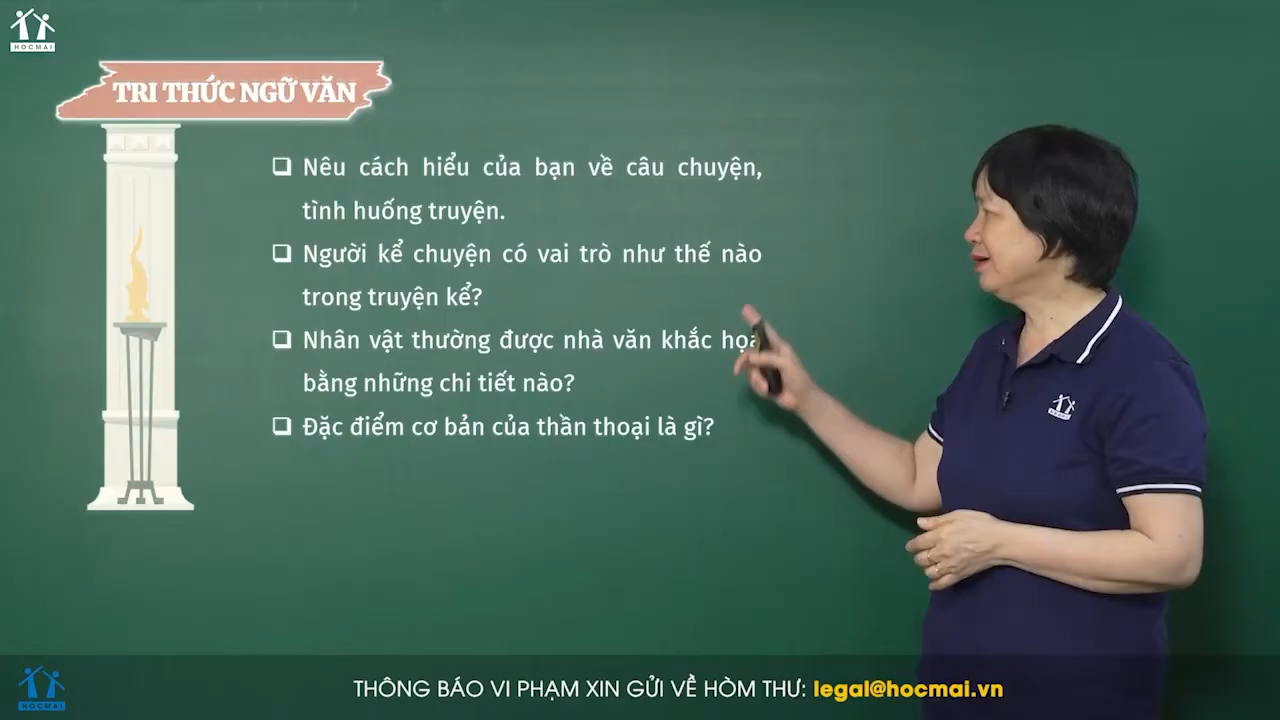 HOCMAI
TRI THỨC NGỮ VĂN
Nêu cách hiểu của bạn về câu chuyện,
tình huống truyện.
Người kể chuyện có vai trò như thế nào
trong truyện kể?
Nhân vật thường được nhà văn khắc họa
bằng những chi tiết nào?
Đặc điểm cơ bản của thần thoại là gì?
HOCMAI
THÔNG BÁO VI PHẠM XIN GỬI VỀ HÒM THƯ: legal@hocmai.vn